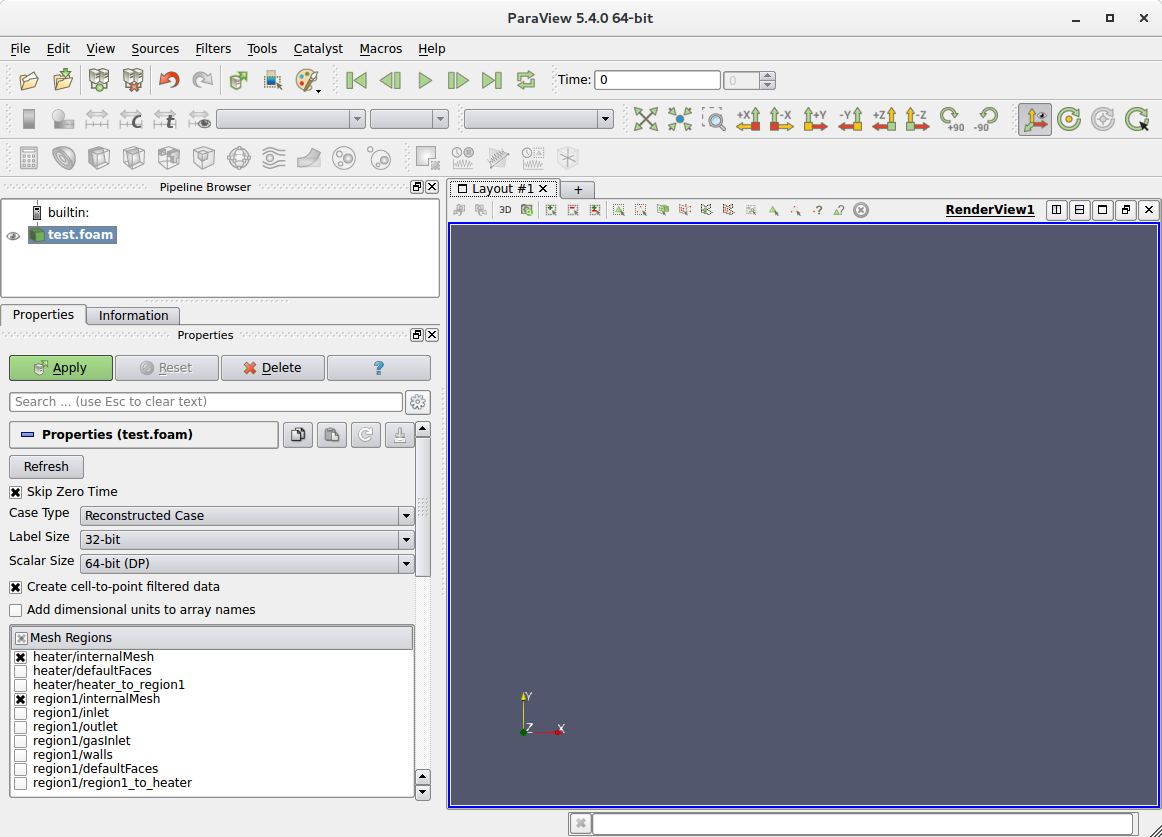 ParaView 5.4.0 64-bit
File Edit View Sources Filters Tools Catalyst Macros Help
Time: 0 0
+X -X +Y -Y +Z -Z +90 -90
Pipeline Browser
builtin:
test.foam
Properties Information
Properties
Apply Reset Delete ?
Search ... (use Esc to clear text)
Properties (test.foam)
Refresh
Skip Zero Time
Case Type Reconstructed Case
Label Size 32-bit
Scalar Size 64-bit (DP)
Create cell-to-point filtered data
Add dimensional units to array names
Mesh Regions
heater/internalMesh
heater/defaultFaces
heater/heater_to_region1
region1/internalMesh
region1/inlet
region1/outlet
region1/gasInlet
region1/walls
region1/defaultFaces
region1/region1_to_heater
Layout #1 +
3D ? ? RenderView1
Y
Z X